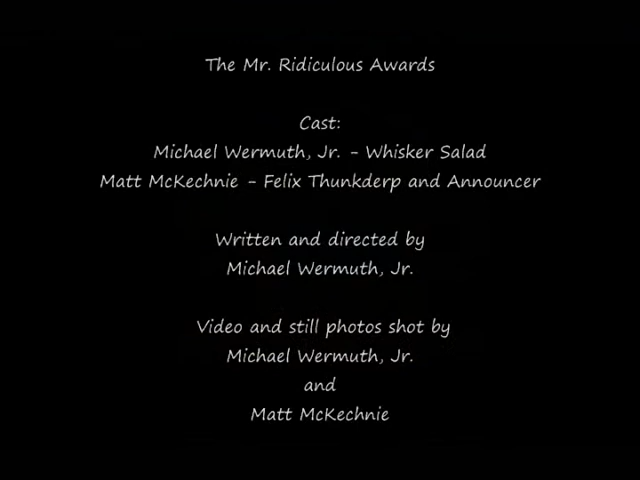 The Mr. Ridiculous Awards
Cast:
Michael Wermuth, Jr. - Whisker Salad
Matt McKechnie - Felix Thunkderp and Announcer
Written and directed by
Michael Wermuth, Jr.
Video and still photos shot by
Michael Wermuth, Jr.
and
Matt McKechnie